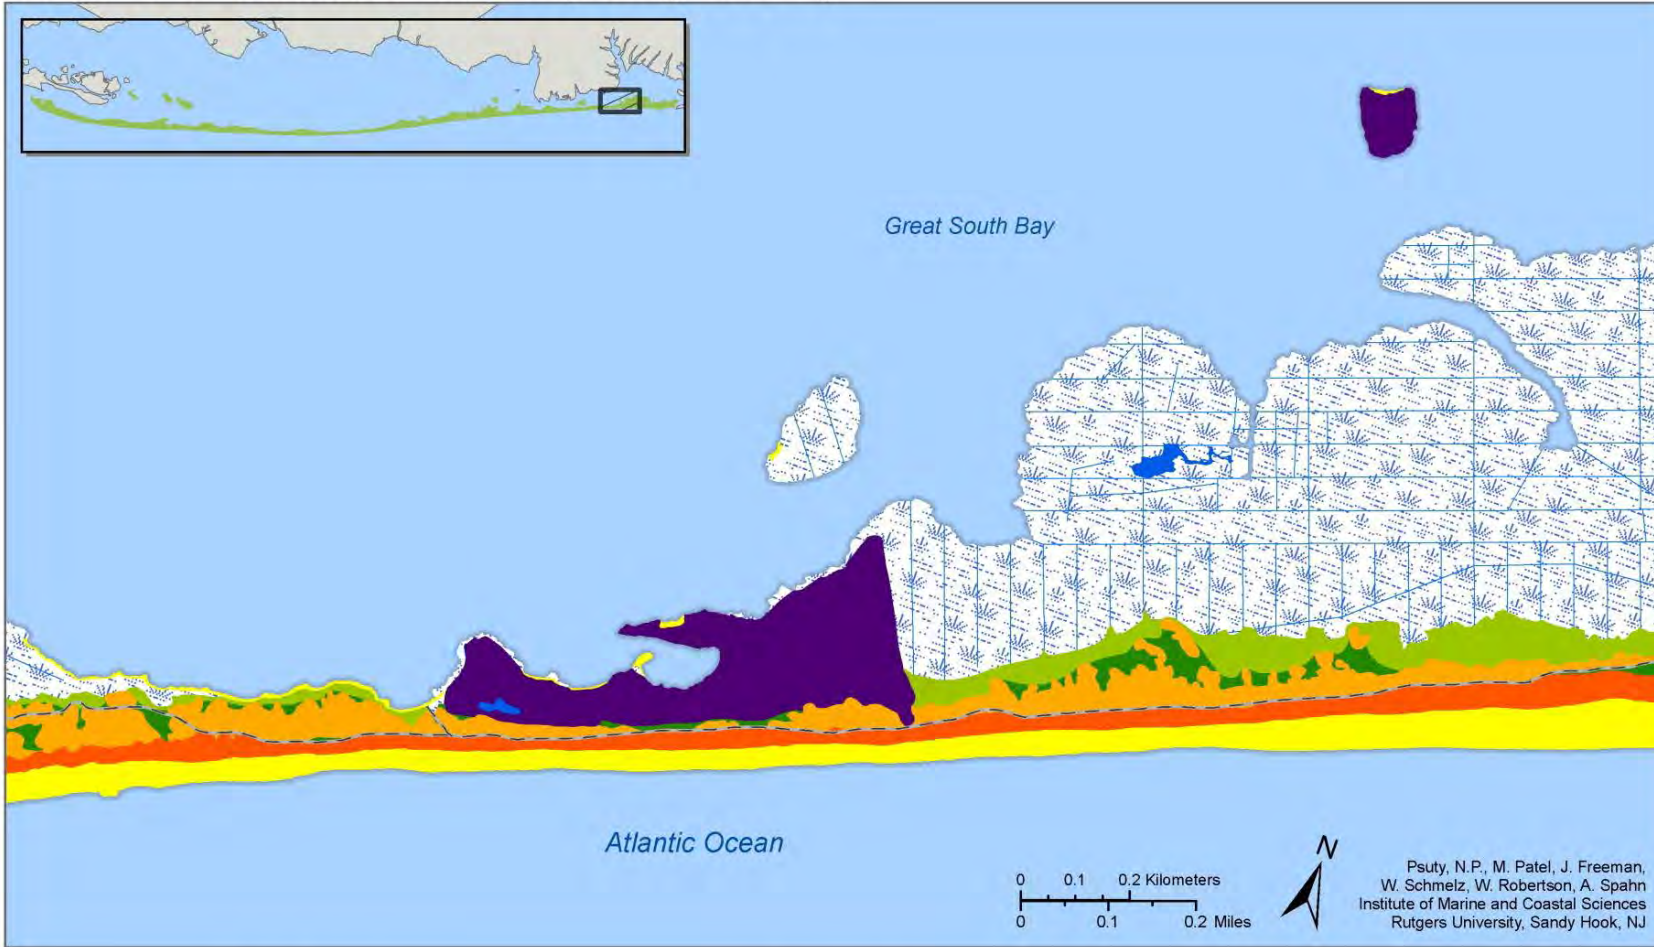 Great South Bay
Atlantic Ocean
0 0.1 0.2 Kilometers
0 0.1 0.2 Miles
N
Psuty, N.P., M. Patel, J. Freeman,
W. Schmelz, W. Robertson, A. Spahn
Institute of Marine and Coastal Sciences
Rutgers University, Sandy Hook, NJ